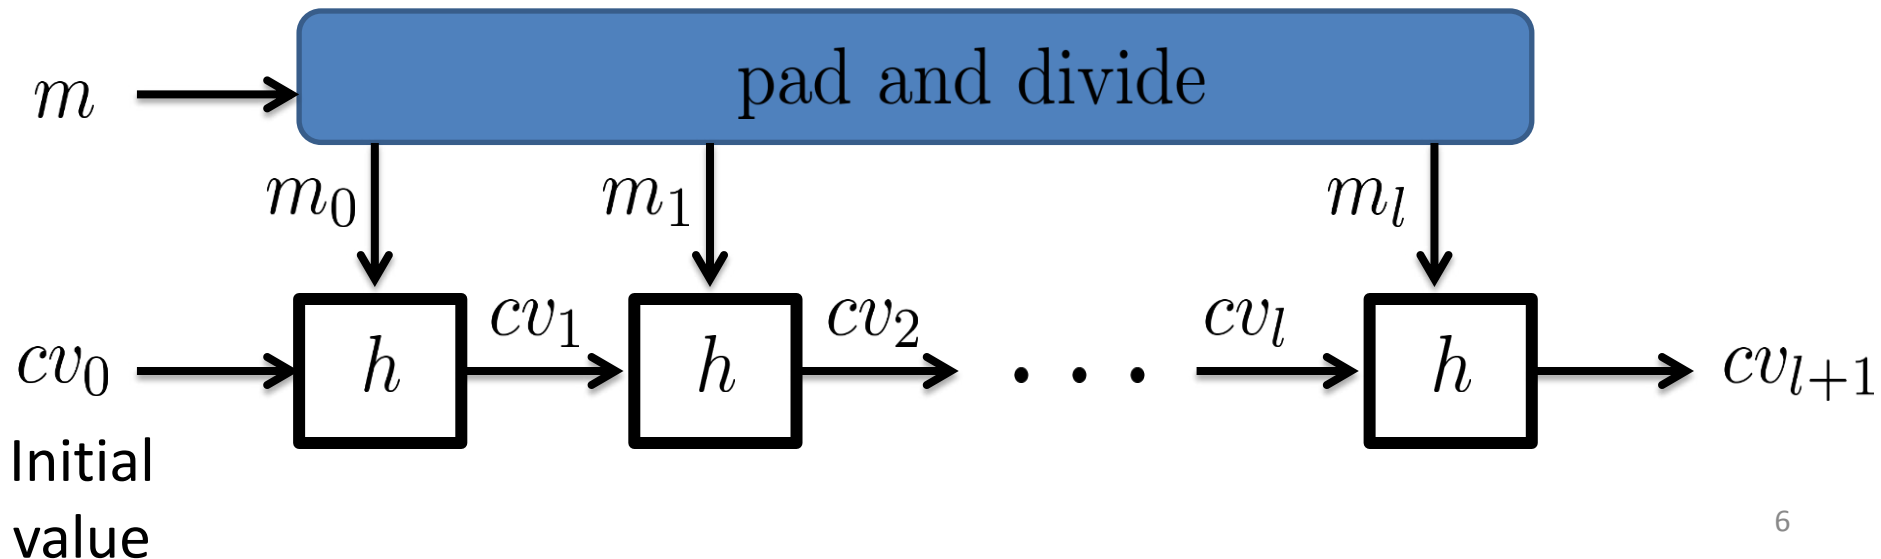 m
pad and divide
m₀
m₁
mₗ
cv₀
h
cv₁
h
cv₂
· · ·
cvₗ
h
cvₗ₊₁
Initial
value
6